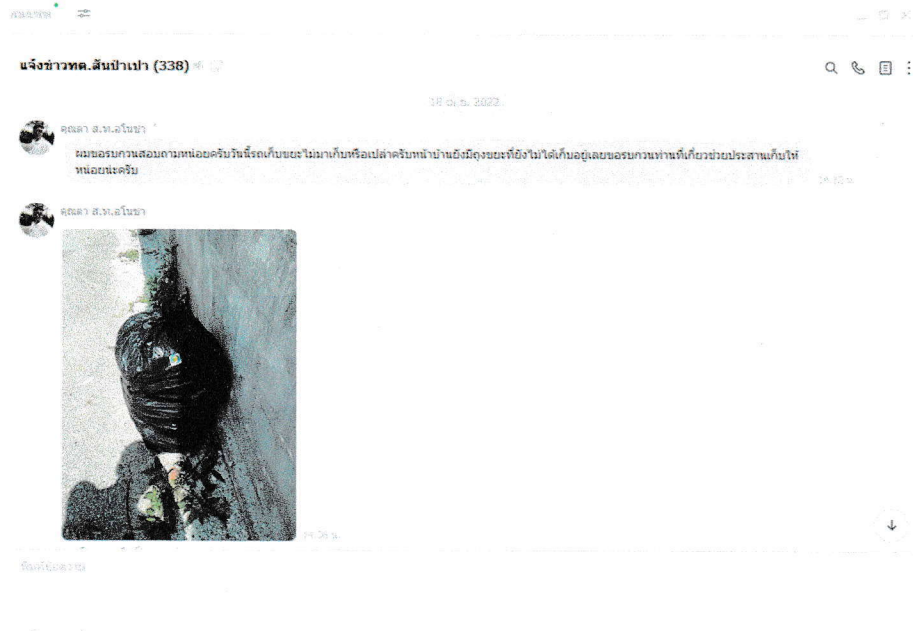 แจ้งข่าวทต.สันป่าเปา (338)
2022
คุณดา ส.ท.อโนชา
ผมขอรบกวนสอบถามหน่อยครับวันนี้รถเก็บขยะไม่มาเก็บหรือเปล่าครับหน้าบ้านยังมีถุงขยะที่ยังไม่ได้เก็บอยู่เลยขอรบกวนท่านที่เกี่ยวช่วยประสานเก็บให้
หน่อยน่ะครับ
คุณดา ส.ท.อโนชา